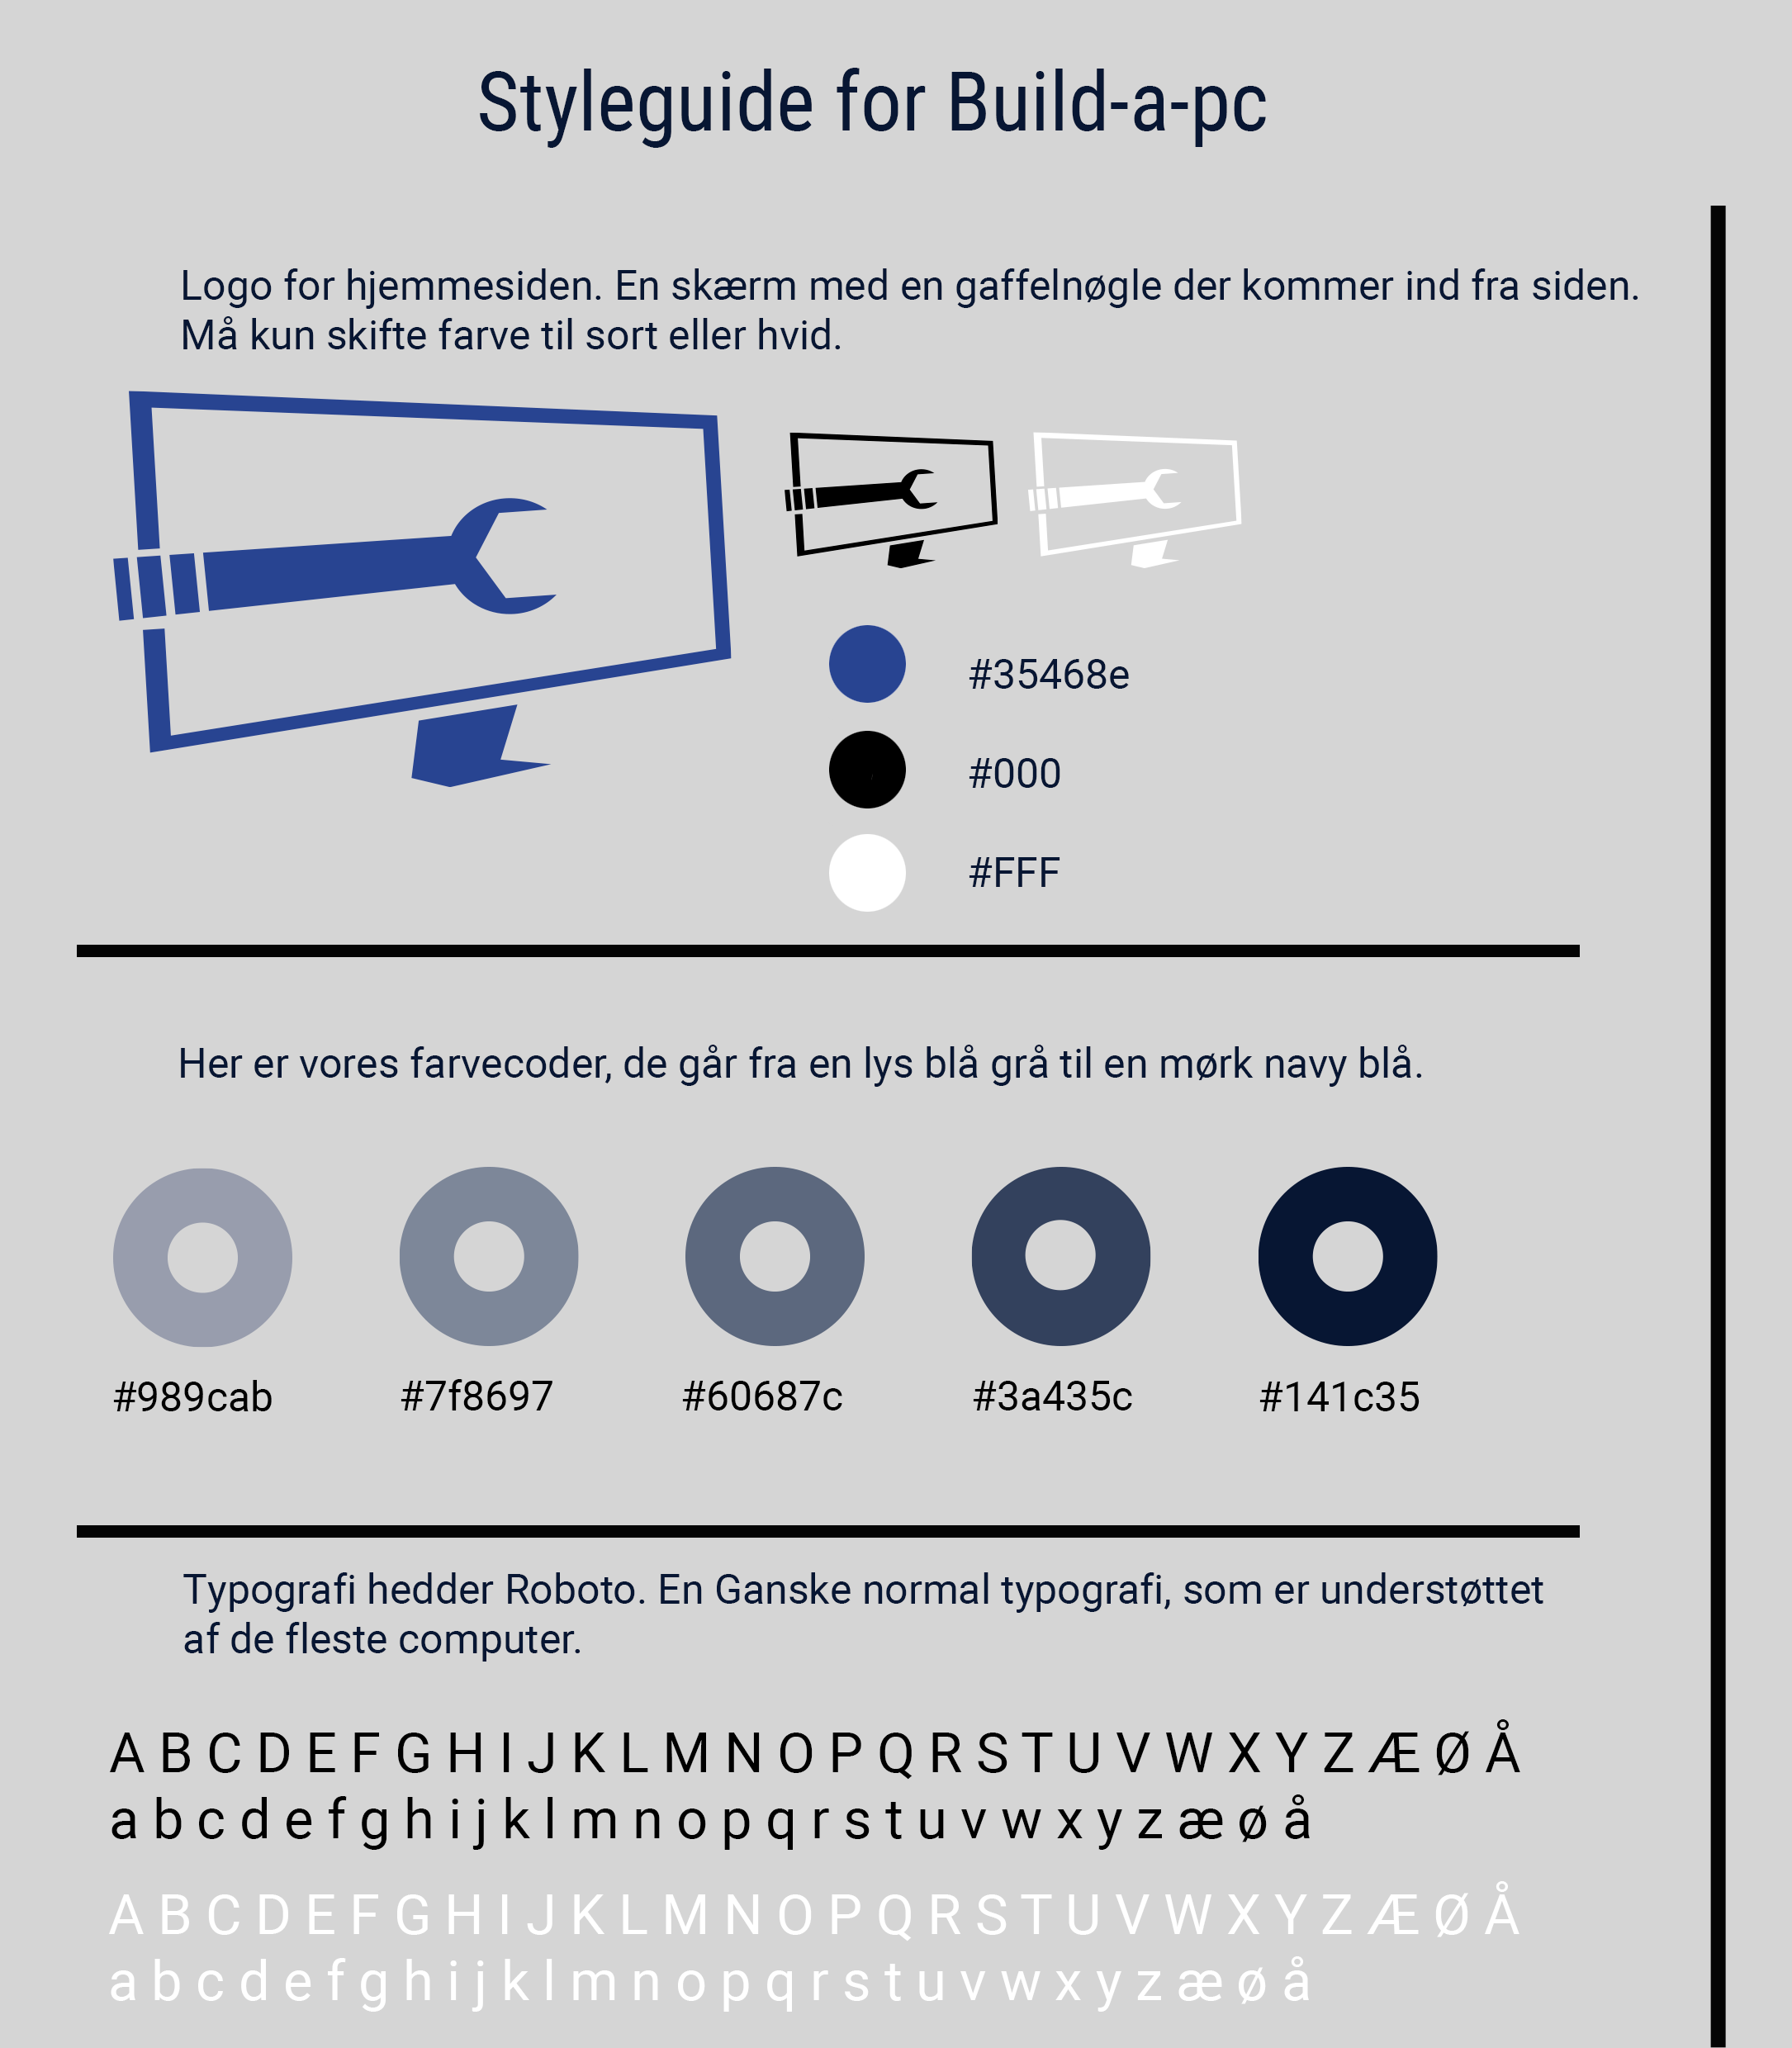 Styleguide for Build-a-pc
Logo for hjemmesiden. En skærm med en gaffelnøgle der kommer ind fra siden.
Må kun skifte farve til sort eller hvid.
#35468e
#000
#FFF
Her er vores farvecoder, de går fra en lys blå grå til en mørk navy blå.
#989cab
#7f8697
#60687c
#3a435c
#141c35
Typografi hedder Roboto. En Ganske normal typografi, som er understøttet
af de fleste computer.
A B C D E F G H I J K L M N O P Q R S T U V W X Y Z Æ Ø Å
a b c d e f g h i j k l m n o p q r s t u v w x y z æ ø å
A B C D E F G H I J K L M N O P Q R S T U V W X Y Z Æ Ø Å
a b c d e f g h i j k l m n o p q r s t u v w x y z æ ø å